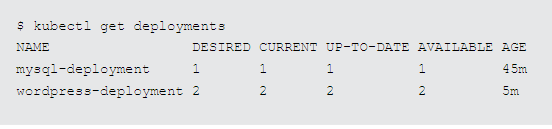 $ kubectl get deployments
NAME DESIRED CURRENT UP-TO-DATE AVAILABLE AGE
mysql-deployment 1 1 1 1 45m
wordpress-deployment 2 2 2 2 5m